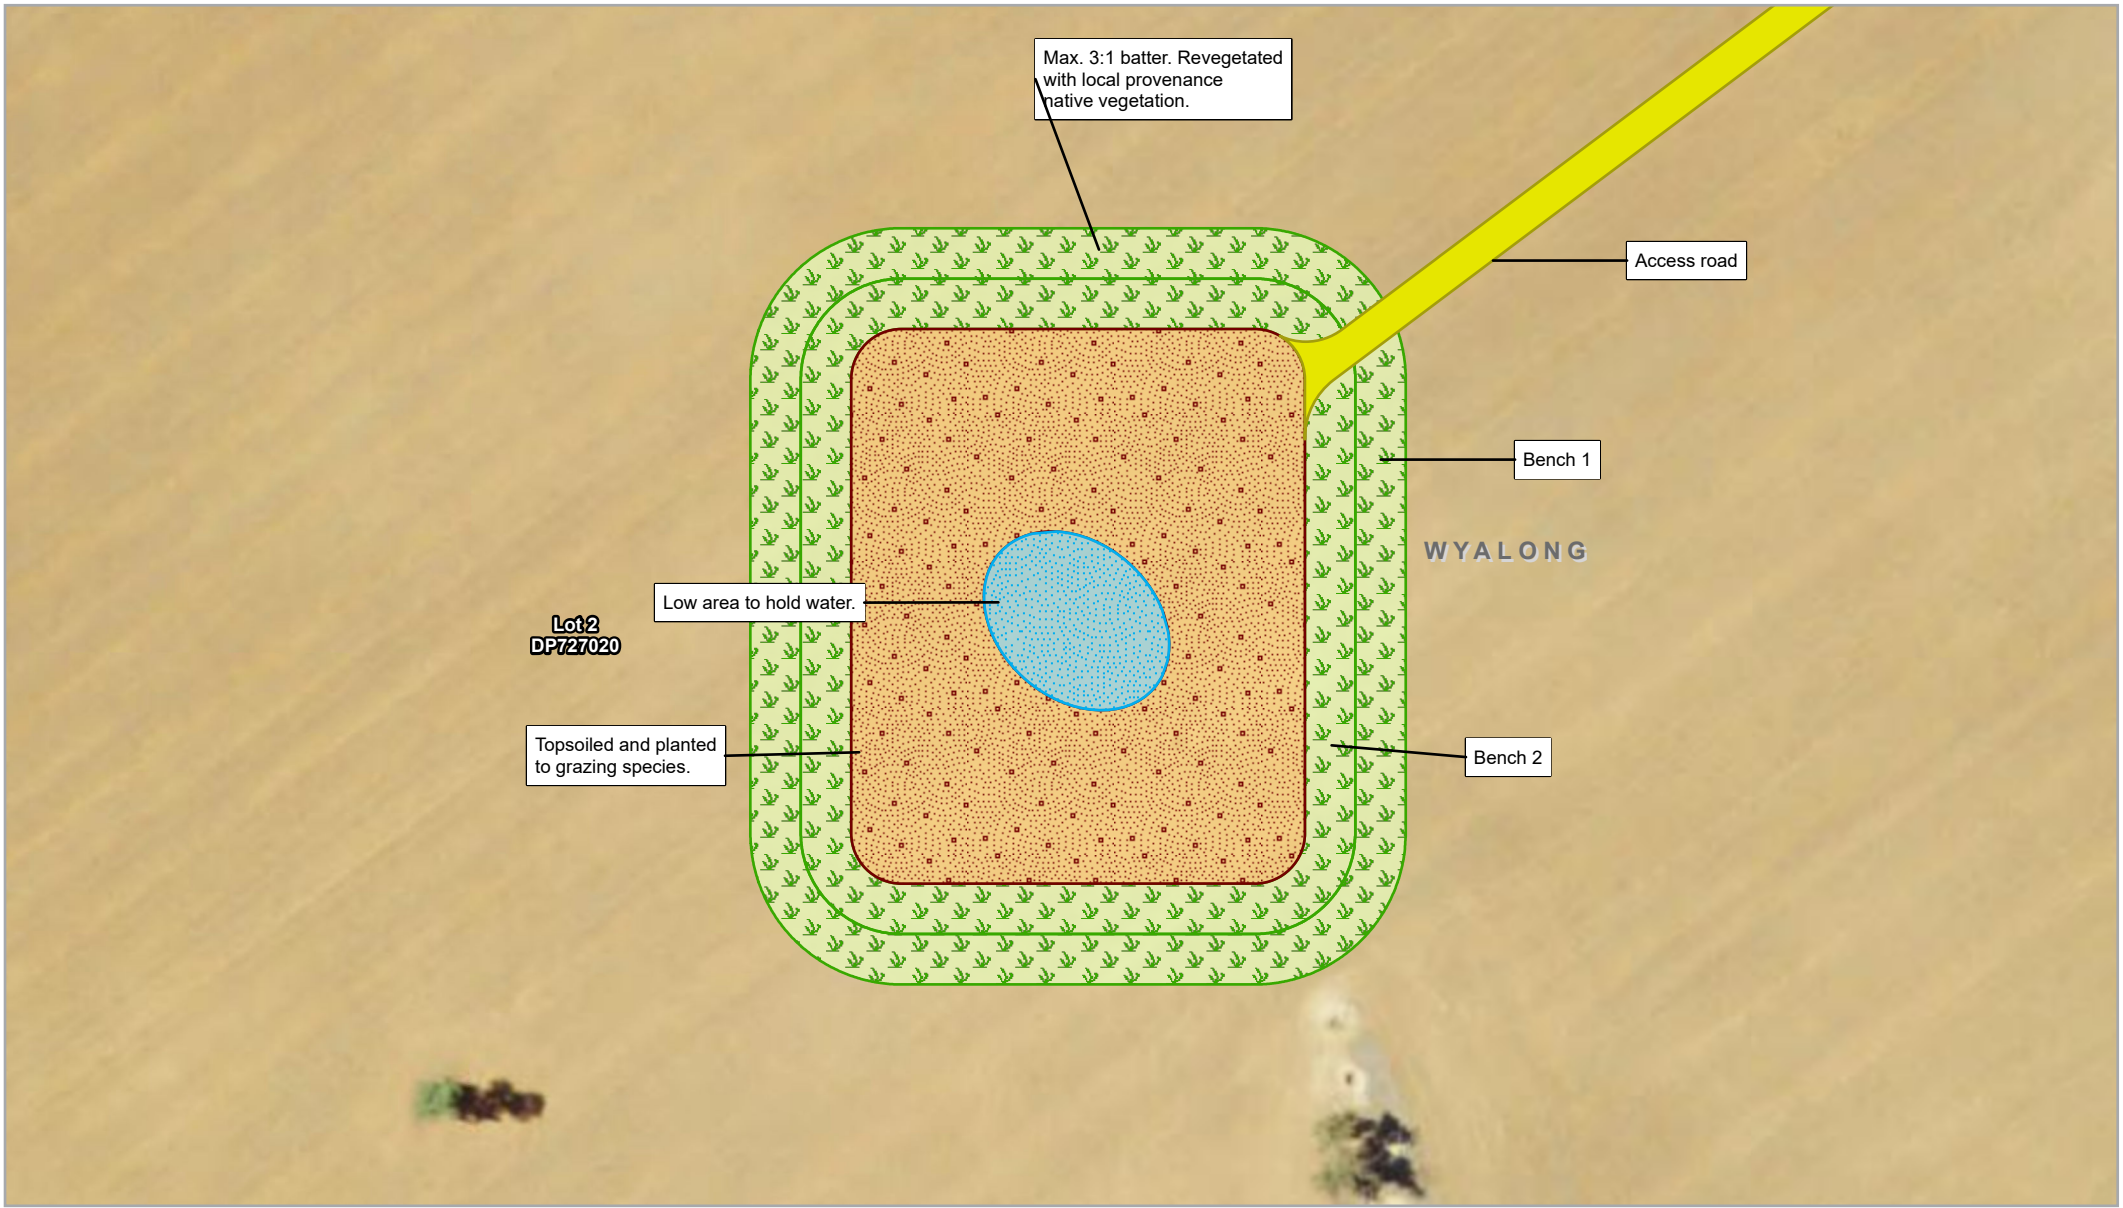 Max. 3:1 batter. Revegetated
with local provenance
native vegetation.
Access road
Bench 1
WYALONG
Low area to hold water.
Lot 2
DP727020
Topsoiled and planted
to grazing species.
Bench 2